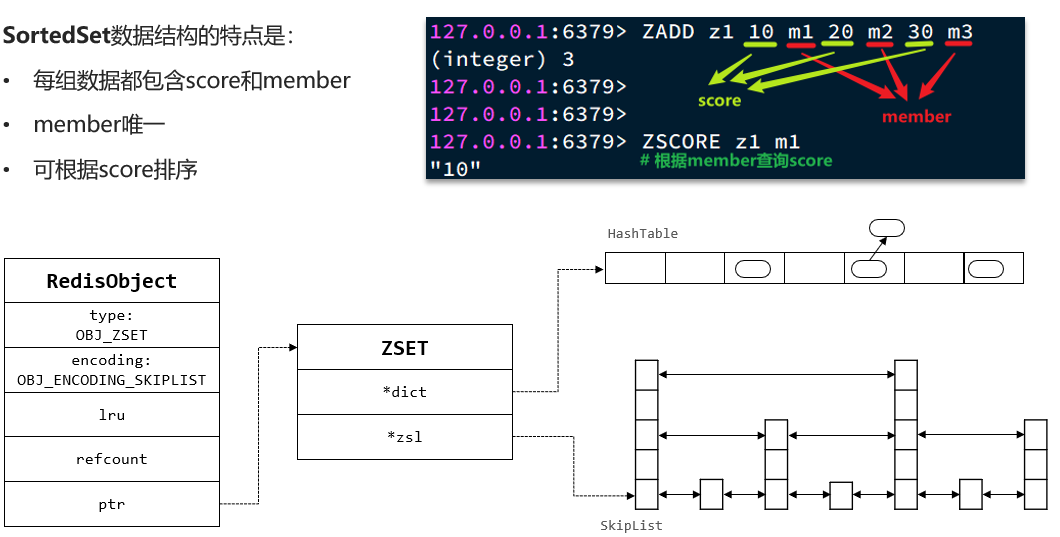 SortedSet数据结构的特点是：
• 每组数据都包含score和member
• member唯一
• 可根据score排序
127.0.0.1:6379> ZADD z1 10 m1 20 m2 30 m3
(integer) 3
127.0.0.1:6379>
score
member
127.0.0.1:6379>
127.0.0.1:6379> ZSCORE z1 m1
# 根据member查询score
"10"
HashTable
RedisObject
type:
OBJ_ZSET
encoding:
OBJ_ENCODING_SKIPLIST
lru
refcount
ptr
ZSET
*dict
*zsl
SkipList